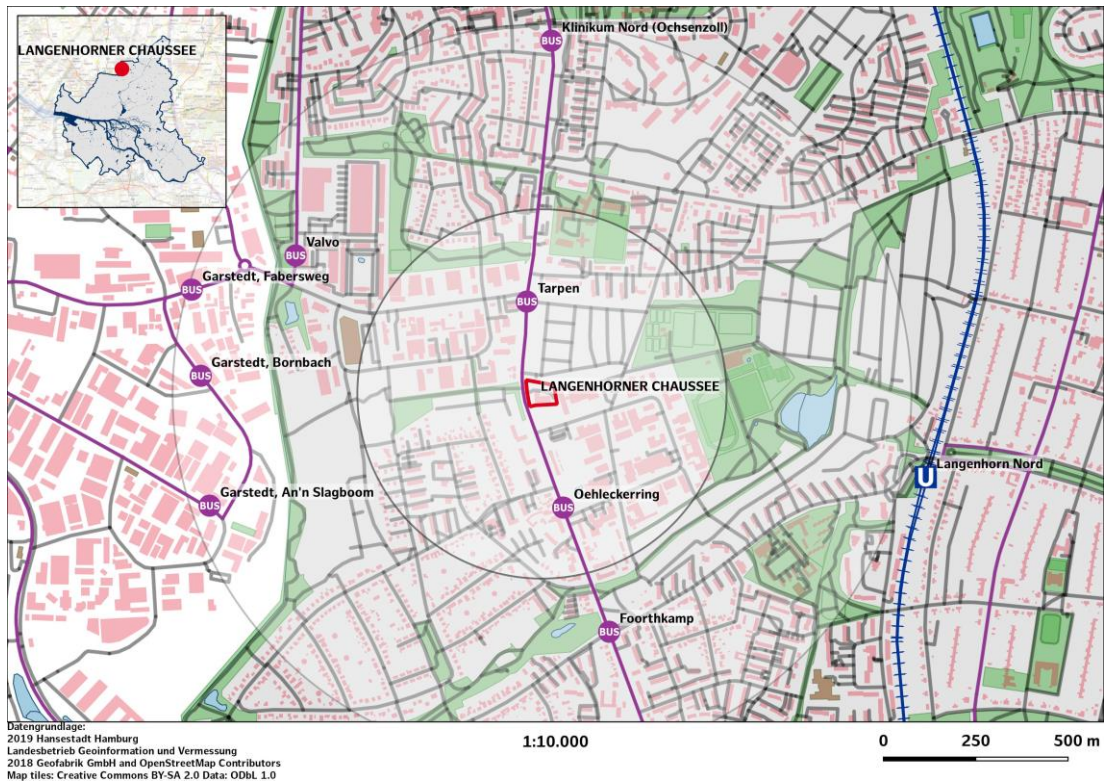 LANGENHORNER CHAUSSEE
Klinikum Nord (Ochsenzoll)
BUS
Valvo
BUS
Garstedt, Fabersweg
BUS
Tarpen
BUS
Garstedt, Bornbach
BUS
LANGENHORNER CHAUSSEE
Langenhorn Nord
U
Garstedt, An'n Slagboom
BUS
Oehleckerring
BUS
Foorthkamp
BUS
Datengrundlage:
2019 Hansestadt Hamburg
Landesbetrieb Geoinformation und Vermessung
2018 Geofabrik GmbH and OpenStreetMap Contributors
Map tiles: Creative Commons BY-SA 2.0 Data: ODbL 1.0
1:10.000
0 250 500 m